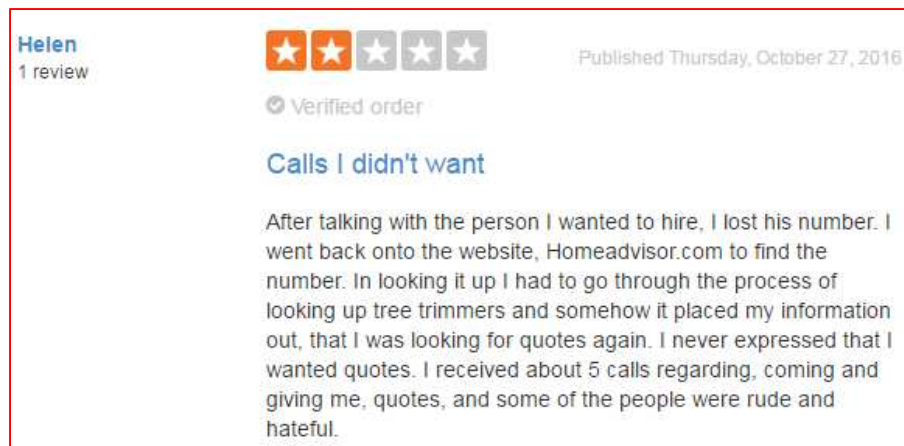 Helen
1 review
Published Thursday, October 27, 2016
Verified order
Calls I didn't want
After talking with the person I wanted to hire, I lost his number. I
went back onto the website, Homeadvisor.com to find the
number. In looking it up I had to go through the process of
looking up tree trimmers and somehow it placed my information
out, that I was looking for quotes again. I never expressed that I
wanted quotes. I received about 5 calls regarding, coming and
giving me, quotes, and some of the people were rude and
hateful.